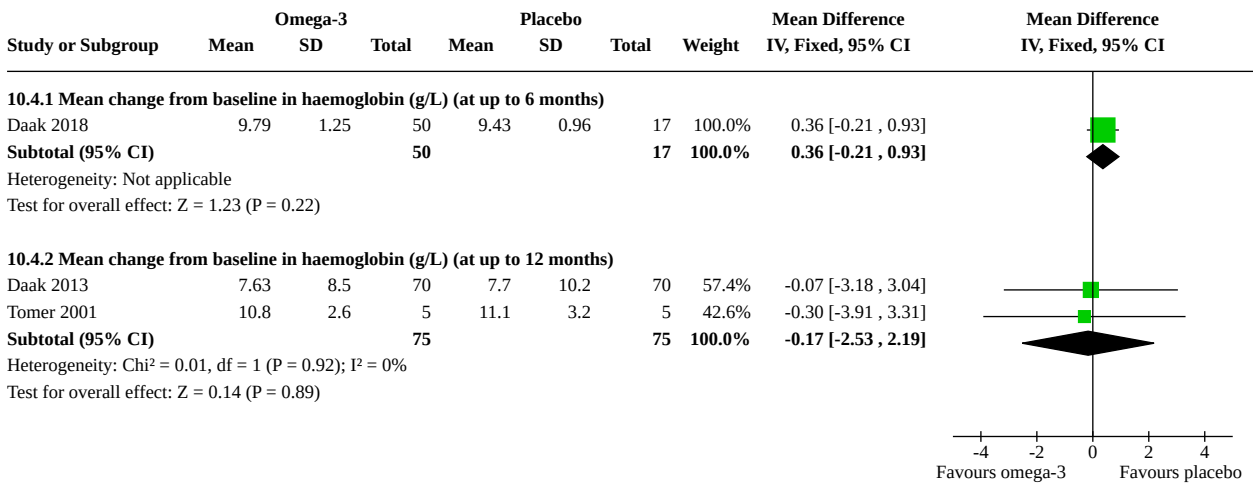 Omega-3 Placebo Mean Difference Mean Difference
Study or Subgroup Mean SD Total Mean SD Total Weight IV, Fixed, 95% CI IV, Fixed, 95% CI
10.4.1 Mean change from baseline in haemoglobin (g/L) (at up to 6 months)
Daak 2018 9.79 1.25 50 9.43 0.96 17 100.0% 0.36 [-0.21 , 0.93]
Subtotal (95% CI) 50 17 100.0% 0.36 [-0.21 , 0.93]
Heterogeneity: Not applicable
Test for overall effect: Z = 1.23 (P = 0.22)
10.4.2 Mean change from baseline in haemoglobin (g/L) (at up to 12 months)
Daak 2013 7.63 8.5 70 7.7 10.2 70 57.4% -0.07 [-3.18 , 3.04]
Tomer 2001 10.8 2.6 5 11.1 3.2 5 42.6% -0.30 [-3.91 , 3.31]
Subtotal (95% CI) 75 75 100.0% -0.17 [-2.53 , 2.19]
Heterogeneity: Chi² = 0.01, df = 1 (P = 0.92); I² = 0%
Test for overall effect: Z = 0.14 (P = 0.89)
-4 -2 0 2 4
Favours omega-3 Favours placebo